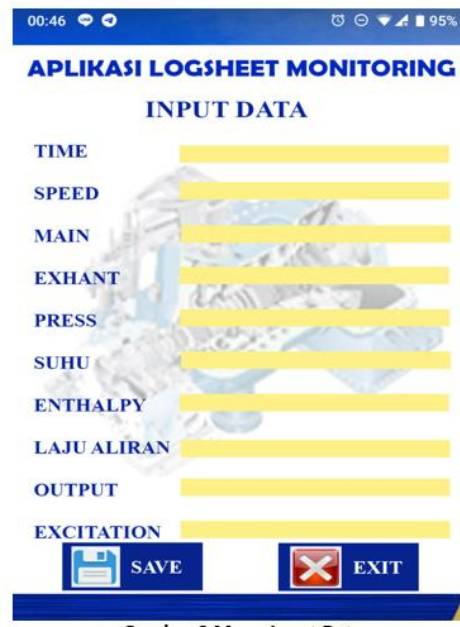 00:46 95%
APLIKASI LOGSHEET MONITORING
INPUT DATA
TIME
SPEED
MAIN
EXHANT
PRESS
SUHU
ENTHALPY
LAJU ALIRAN
OUTPUT
EXCITATION
SAVE EXIT